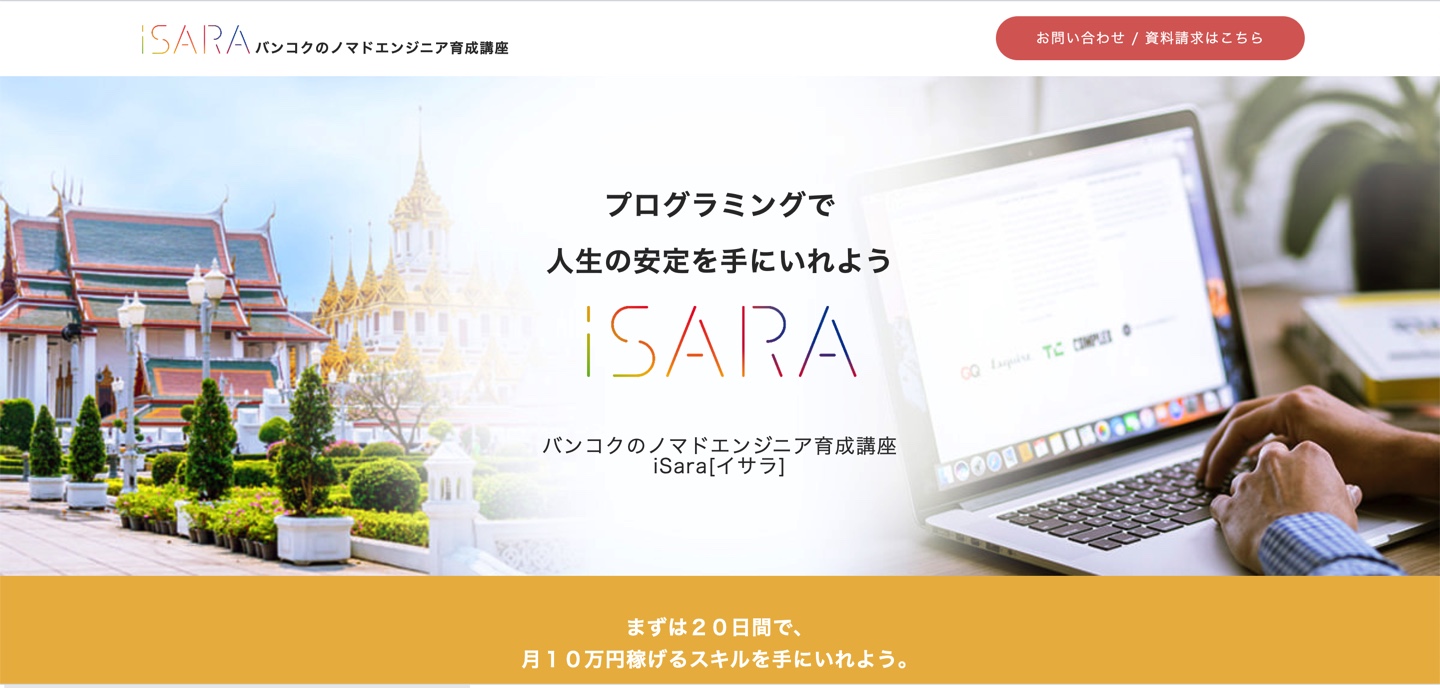 iSARA バンコクのノマドエンジニア育成講座
お問い合わせ / 資料請求はこちら
プログラミングで
人生の安定を手にいれよう
iSARA
バンコクのノマドエンジニア育成講座
iSara[イサラ]
GQ Esquire TC COMPLEX
まずは２０日間で、
月１０万円稼げるスキルを手にいれよう。